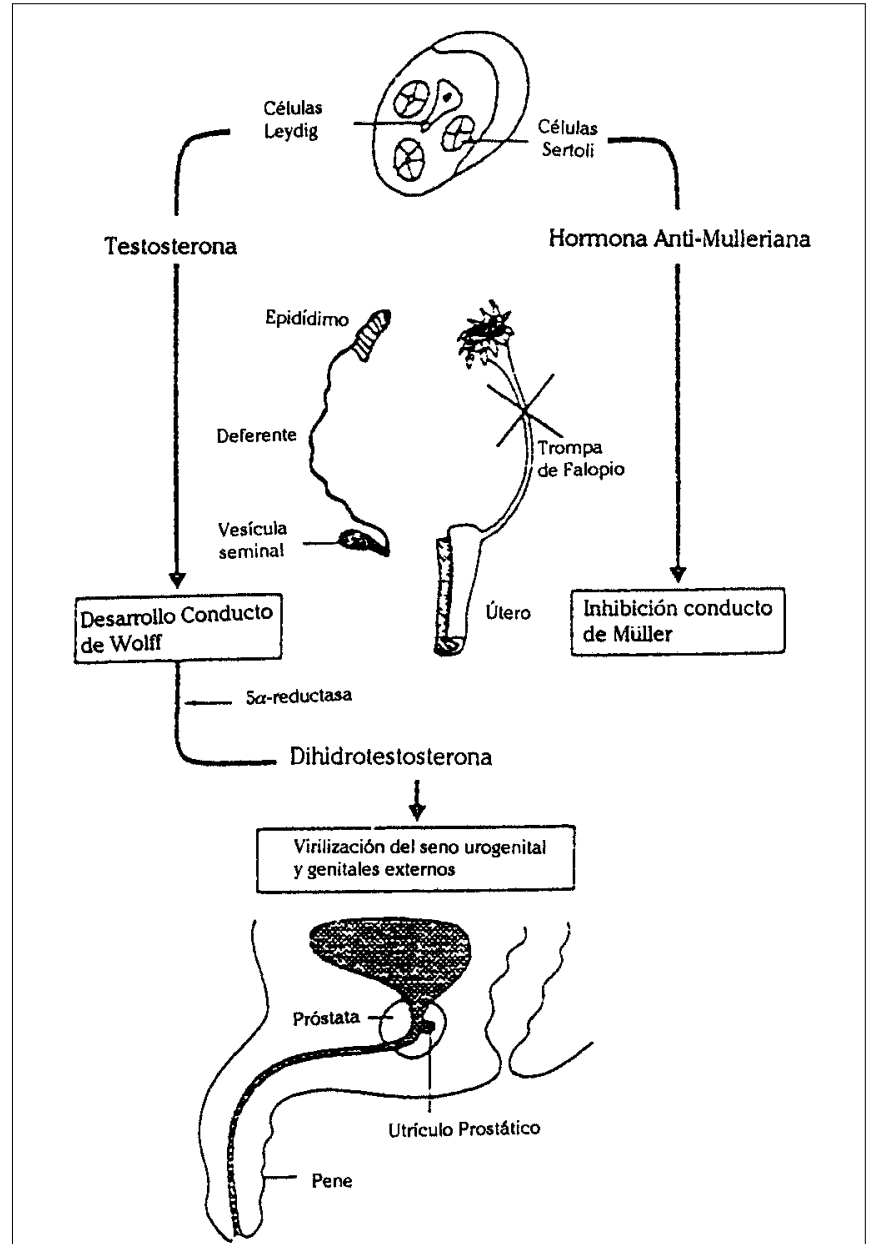 Células
Leydig
Células
Sertoli
Testosterona
Hormona Anti-Mulleriana
Epidídimo
Deferente
Trompa
de Falopio
Vesícula
seminal
Útero
Desarrollo Conducto
de Wolff
Inhibición conducto
de Müller
5α-reductasa
Dihidrotestosterona
Virilización del seno urogenital
y genitales externos
Próstata
Utrículo Prostático
Pene